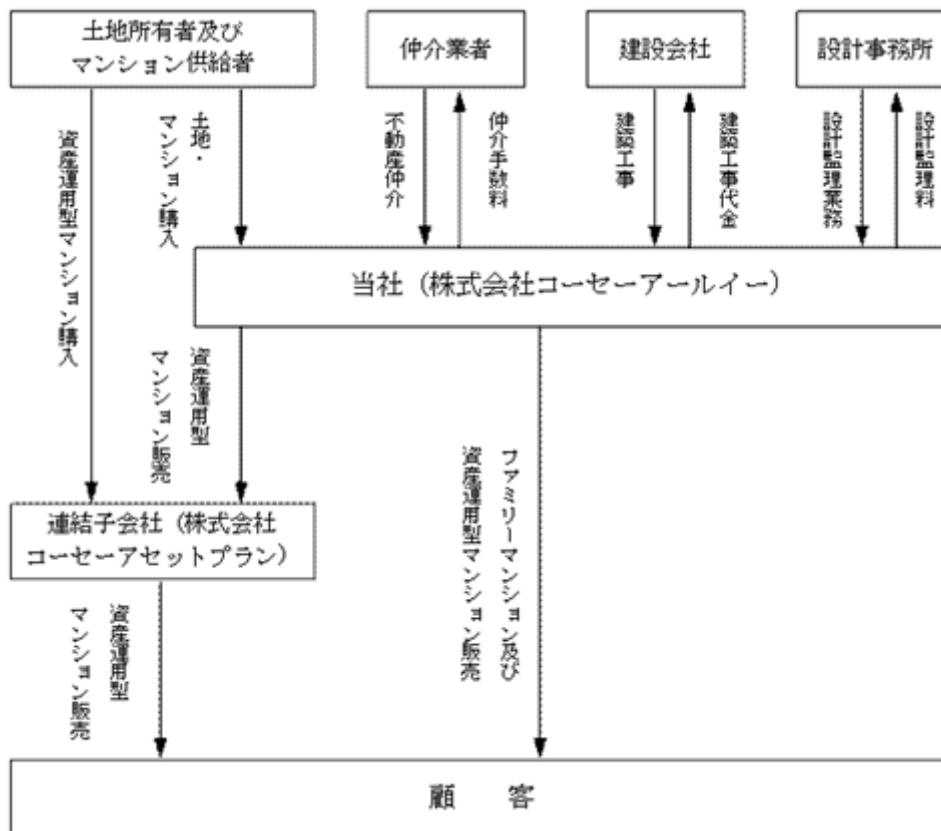 土地所有者及び
マンション供給者
仲介業者
建設会社
設計事務所
資産運用型マンション購入
土地・
マンション購入
不動産仲介
仲介手数料
建築工事
建築工事代金
設計監理業務
設計監理料
当社(株式会社コーセーアールイー)
資産運用型
マンション販売
ファミリーマンション及び
資産運用型マンション販売
連結子会社(株式会社
コーセーアセットプラン)
資産運用型
マンション販売
顧　客